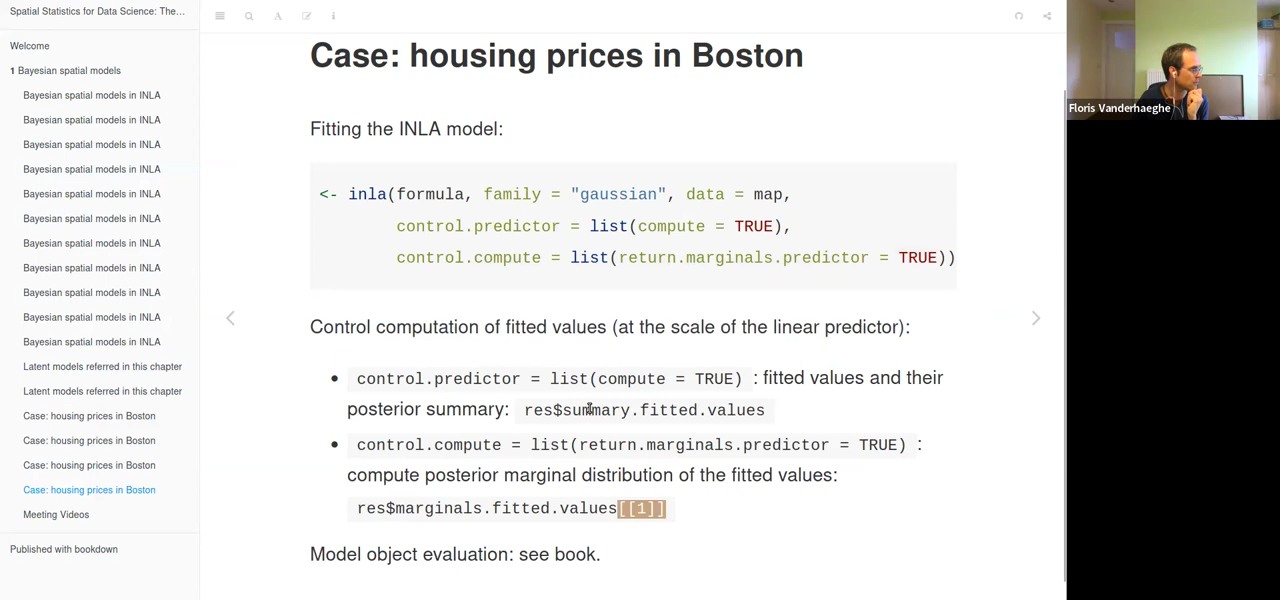 Spatial Statistics for Data Science: The...
Welcome
1 Bayesian spatial models
Bayesian spatial models in INLA
Bayesian spatial models in INLA
Bayesian spatial models in INLA
Bayesian spatial models in INLA
Bayesian spatial models in INLA
Bayesian spatial models in INLA
Bayesian spatial models in INLA
Bayesian spatial models in INLA
Bayesian spatial models in INLA
Bayesian spatial models in INLA
Bayesian spatial models in INLA
Latent models referred in this chapter
Latent models referred in this chapter
Case: housing prices in Boston
Case: housing prices in Boston
Case: housing prices in Boston
Case: housing prices in Boston
Meeting Videos
Published with bookdown
Case: housing prices in Boston
Fitting the INLA model:
<- inla(formula, family = "gaussian", data = map,
control.predictor = list(compute = TRUE),
control.compute = list(return.marginals.predictor = TRUE))
Control computation of fitted values (at the scale of the linear predictor):
• control.predictor = list(compute = TRUE) : fitted values and their
posterior summary: res$summary.fitted.values
• control.compute = list(return.marginals.predictor = TRUE) :
compute posterior marginal distribution of the fitted values:
res$marginals.fitted.values[[1]]
Model object evaluation: see book.
Floris Vanderhaeghe